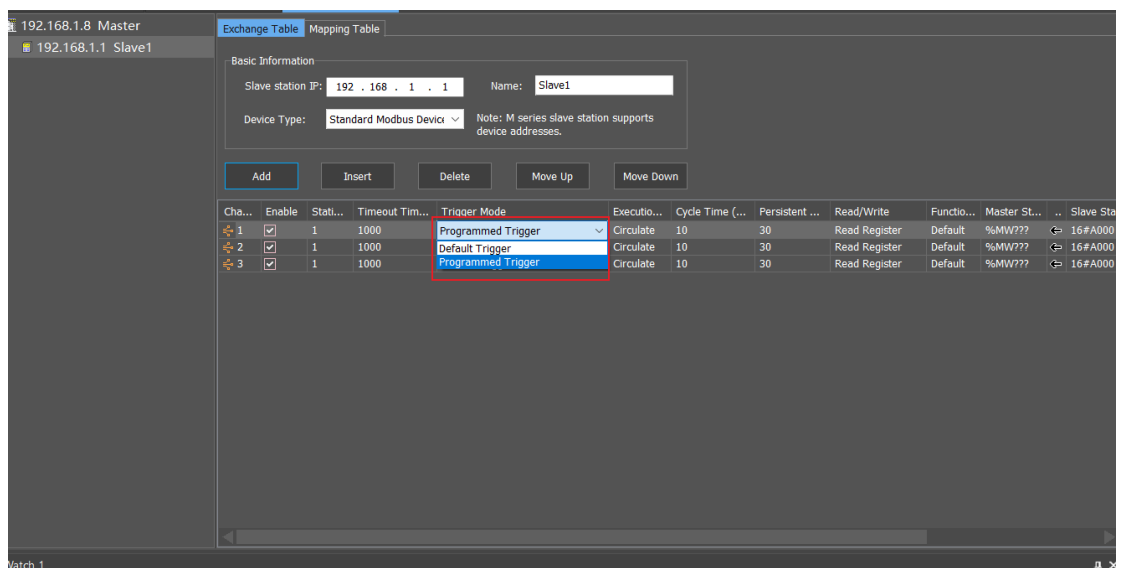 192.168.1.8 Master
192.168.1.1 Slave1
Exchange Table Mapping Table
Basic Information
Slave station IP: 192 . 168 . 1 . 1 Name: Slave1
Device Type: Standard Modbus Device Note: M series slave station supports
device addresses.
Add Insert Delete Move Up Move Down
Cha... Enable Stati... Timeout Tim... Trigger Mode Executio... Cycle Time (... Persistent ... Read/Write Functio... Master St... .. Slave Sta
1 1 1000 Programmed Trigger Circulate 10 30 Read Register Default %MW??? 16#A000
2 1 1000 Default Trigger Circulate 10 30 Read Register Default %MW??? 16#A000
3 1 1000 Programmed Trigger Circulate 10 30 Read Register Default %MW??? 16#A000
Watch 1